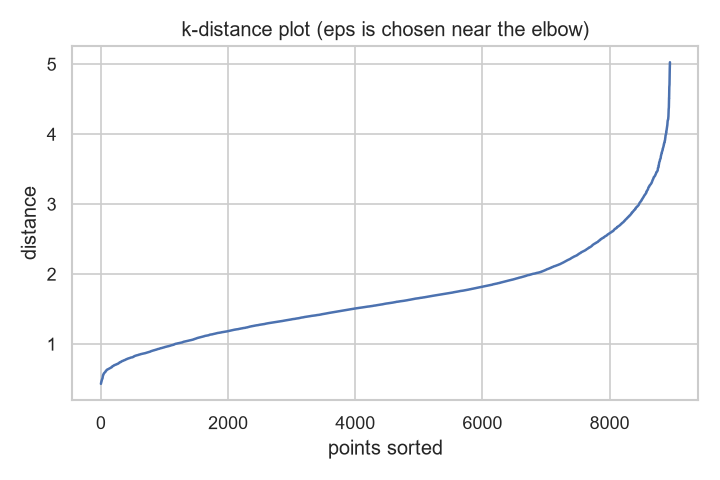 k-distance plot (eps is chosen near the elbow)
5
4
3
2
1
distance
0 2000 4000 6000 8000
points sorted